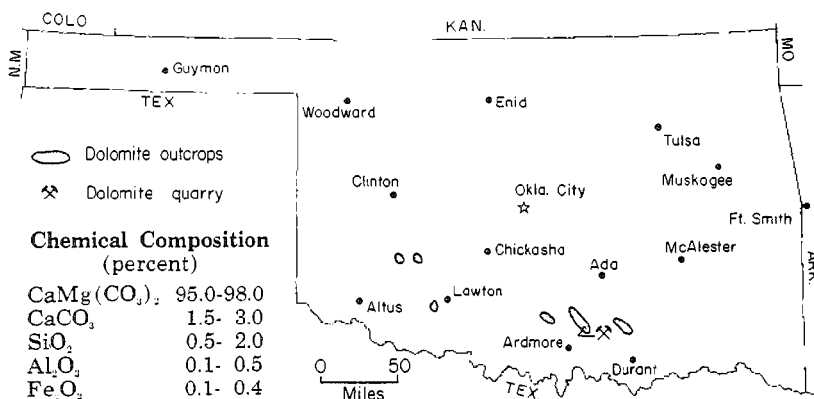 COLO
KAN.
N.M
MO
Guymon
TEX
Woodward
Enid
Tulsa
Dolomite outcrops
Muskogee
Dolomite quarry
Clinton
Okla. City
Ft. Smith
Chemical Composition
(percent)
Chickasha
McAlester
ARK.
Ada
CaMg(CO₃)₂ 95.0-98.0
Altus
Lawton
CaCO₃ 1.5- 3.0
SiO₂ 0.5- 2.0
Ardmore
Al₂O₃ 0.1- 0.5
0 50
Durant
Fe₂O₃ 0.1- 0.4
Miles
TEX